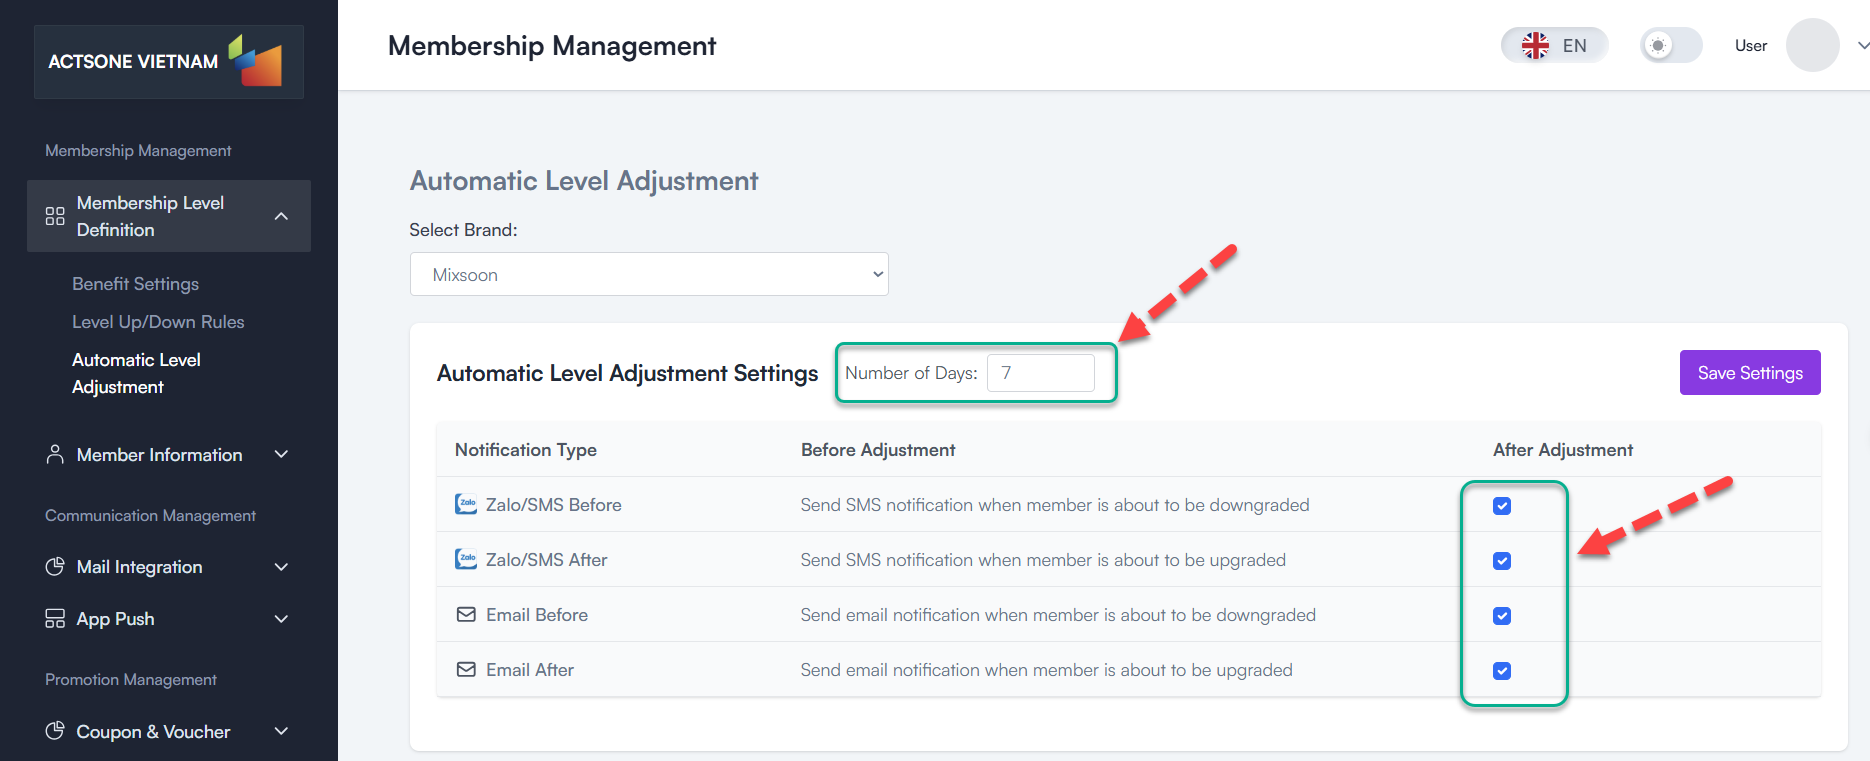 ACTSONE VIETNAM
Membership Management
EN
User
Membership Management
Membership Level
Definition
Benefit Settings
Level Up/Down Rules
Automatic Level
Adjustment
Member Information
Communication Management
Mail Integration
App Push
Promotion Management
Coupon & Voucher
Automatic Level Adjustment
Select Brand:
Mixsoon
Automatic Level Adjustment Settings Number of Days: 7 Save Settings
Notification Type Before Adjustment After Adjustment
Zalo Zalo/SMS Before Send SMS notification when member is about to be downgraded
Zalo Zalo/SMS After Send SMS notification when member is about to be upgraded
Email Before Send email notification when member is about to be downgraded
Email After Send email notification when member is about to be upgraded